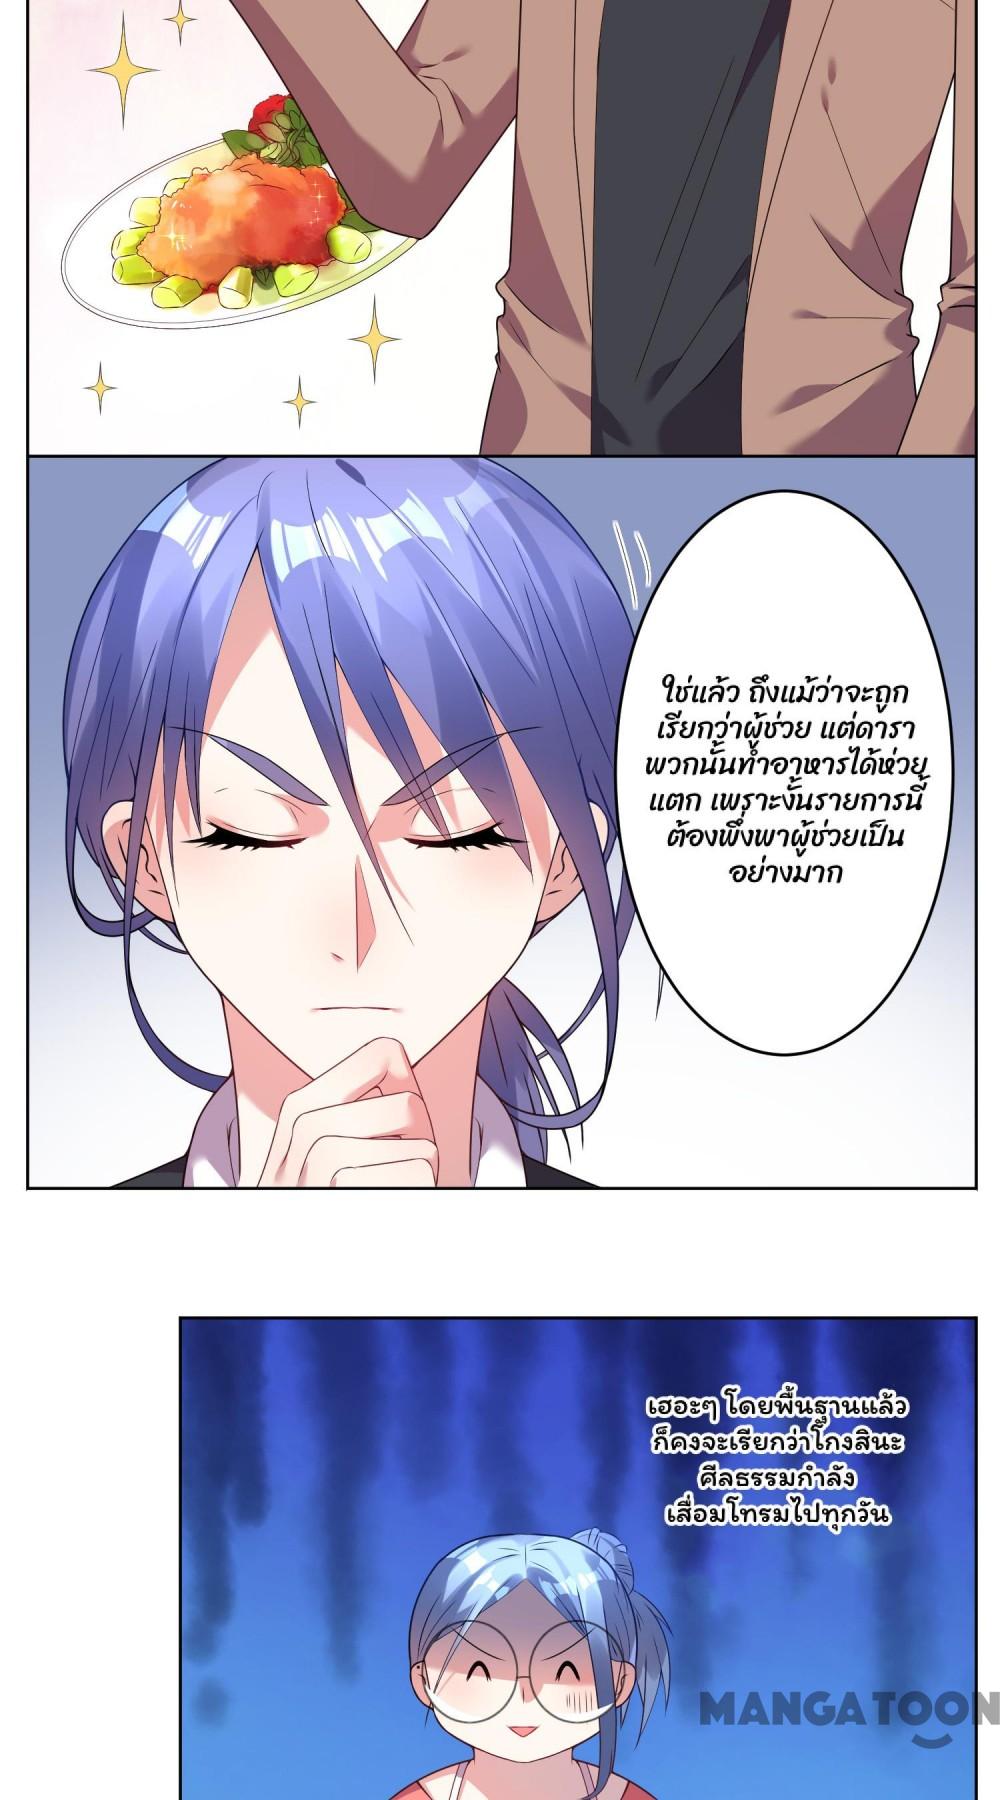 ใช่แล้ว ถึงแม้ว่าจะถูก
เรียกว่าผู้ช่วย แต่ดารา
พวกนั้นทำอาหารได้ห่วย
แตก เพราะงั้นรายการนี้
ต้องพึ่งพาผู้ช่วยเป็น
อย่างมาก
เฮอะๆ โดยพื้นฐานแล้ว
ก็คงจะเรียกว่าโกงสินะ
ศีลธรรมกำลัง
เสื่อมโทรมไปทุกวัน
MANGATOON